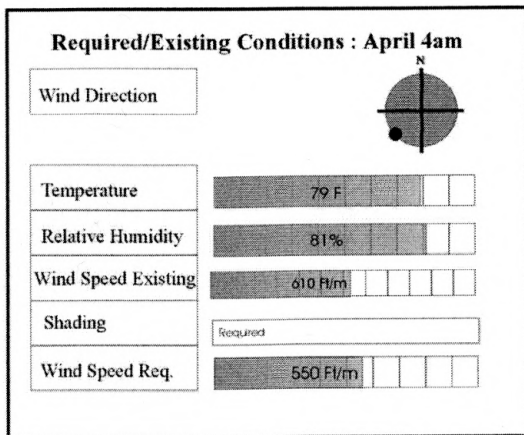 Required/Existing Conditions : April 4am
N
Wind Direction
Temperature
79 F
Relative Humidity
81%
Wind Speed Existing
610 Ft/m
Shading
Required
Wind Speed Req.
550 Ft/m